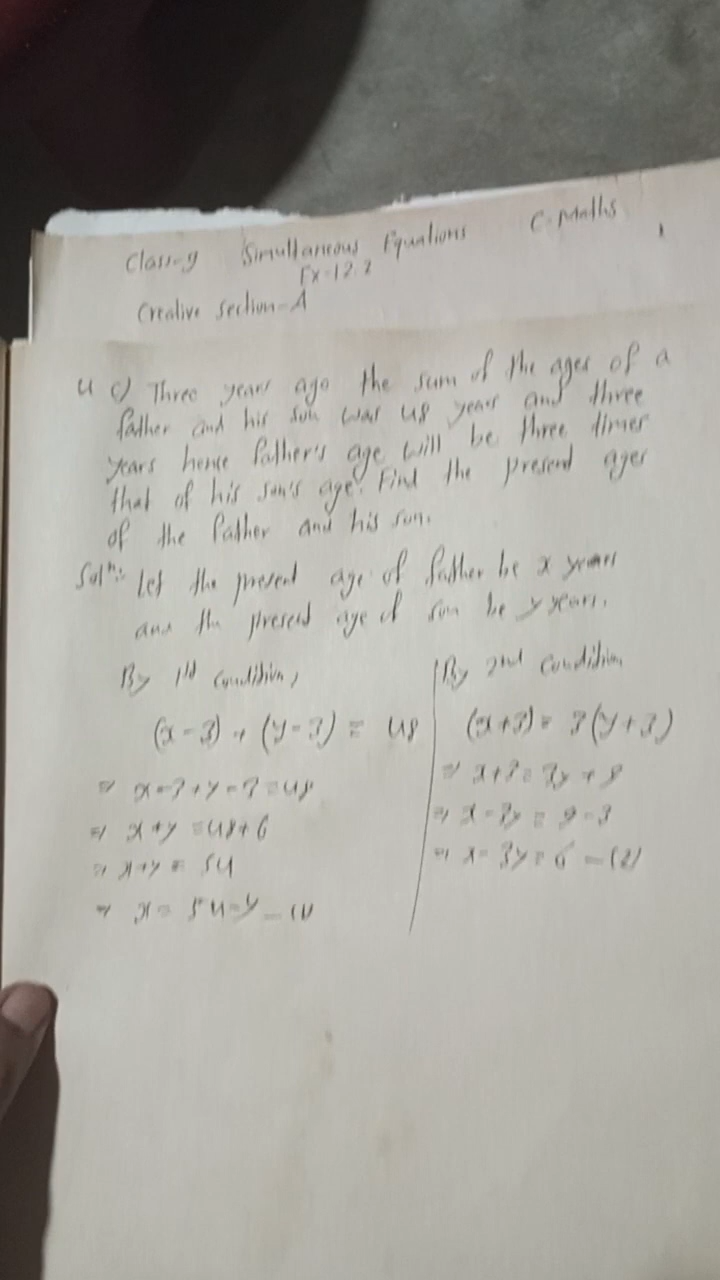 Class-9 Simultaneous Equations C. Maths
Ex-12.2
Creative Section-A
4 c) Three years ago the sum of the ages of a
father and his son was 48 years and three
years hence father's age will be three times
that of his son's age. Find the present ages
of the father and his son.
Solⁿ: Let the present age of father be x years
and the present age of son be y years.
By 1st condition,
(x-3) + (y-3) = 48
⇒ x-3+y-3=48
⇒ x+y = 48+6
⇒ x+y = 54
⇒ x = 54-y - (1)
By 2nd Condition
(x+3) = 3(y+3)
⇒ x+3 = 3y + 9
⇒ x - 3y = 9-3
⇒ x - 3y = 6 - (2)